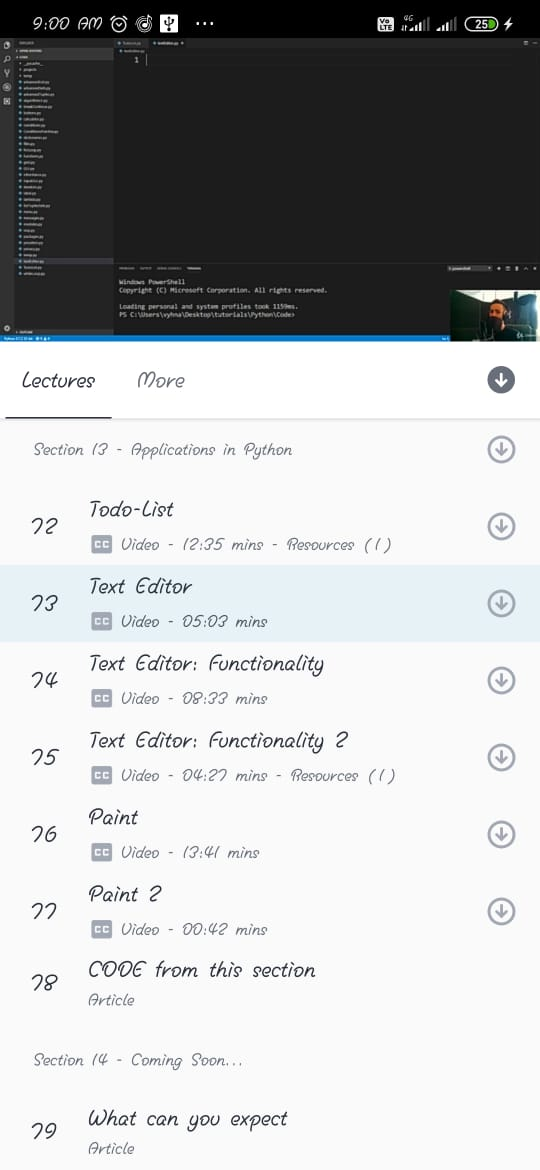 9:00 AM
Vo LTE 4G 25
1
Windows PowerShell
Copyright (C) Microsoft Corporation. All rights reserved.
Loading personal and system profiles took 1159ms.
PS C:\Users\vyhna\Desktop\tutorials\Python\Code>
Lectures More
Section 13 - Applications in Python
72 Todo-List
CC Video - 12:35 mins - Resources (1)
73 Text Editor
CC Video - 05:03 mins
74 Text Editor: Functionality
CC Video - 08:33 mins
75 Text Editor: Functionality 2
CC Video - 04:27 mins - Resources (1)
76 Paint
CC Video - 13:41 mins
77 Paint 2
CC Video - 00:42 mins
78 CODE from this section
Article
Section 14 - Coming Soon...
79 What can you expect
Article